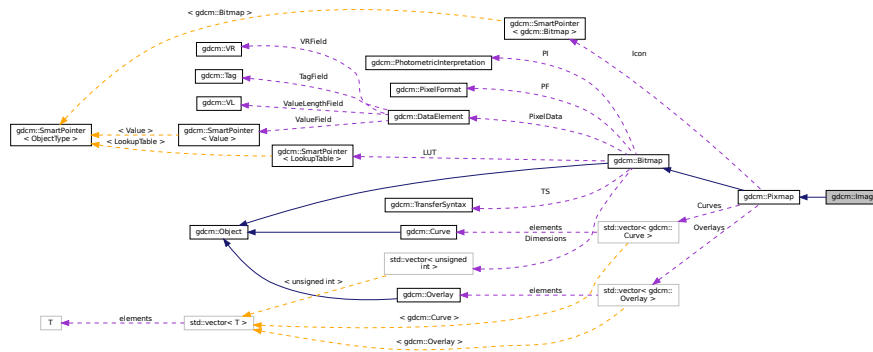 < gdcm::Bitmap >
gdcm::SmartPointer
< gdcm::Bitmap >
VRField
gdcm::VR
PI
Icon
gdcm::PhotometricInterpretation
TagField
gdcm::Tag
PF
gdcm::PixelFormat
gdcm::VL
ValueLengthField
PixelData
gdcm::DataElement
ValueField
gdcm::SmartPointer
< ObjectType >
< Value >
gdcm::SmartPointer
< Value >
< LookupTable >
gdcm::SmartPointer
< LookupTable >
LUT
gdcm::Bitmap
TS
gdcm::TransferSyntax
gdcm::Pixmap
gdcm::Imag
Curves
gdcm::Object
gdcm::Curve
elements
Dimensions
std::vector< gdcm::
Curve >
Overlays
std::vector< unsigned
int >
< unsigned int >
gdcm::Overlay
elements
std::vector< gdcm::
Overlay >
T
elements
std::vector< T >
< gdcm::Curve >
< gdcm::Overlay >